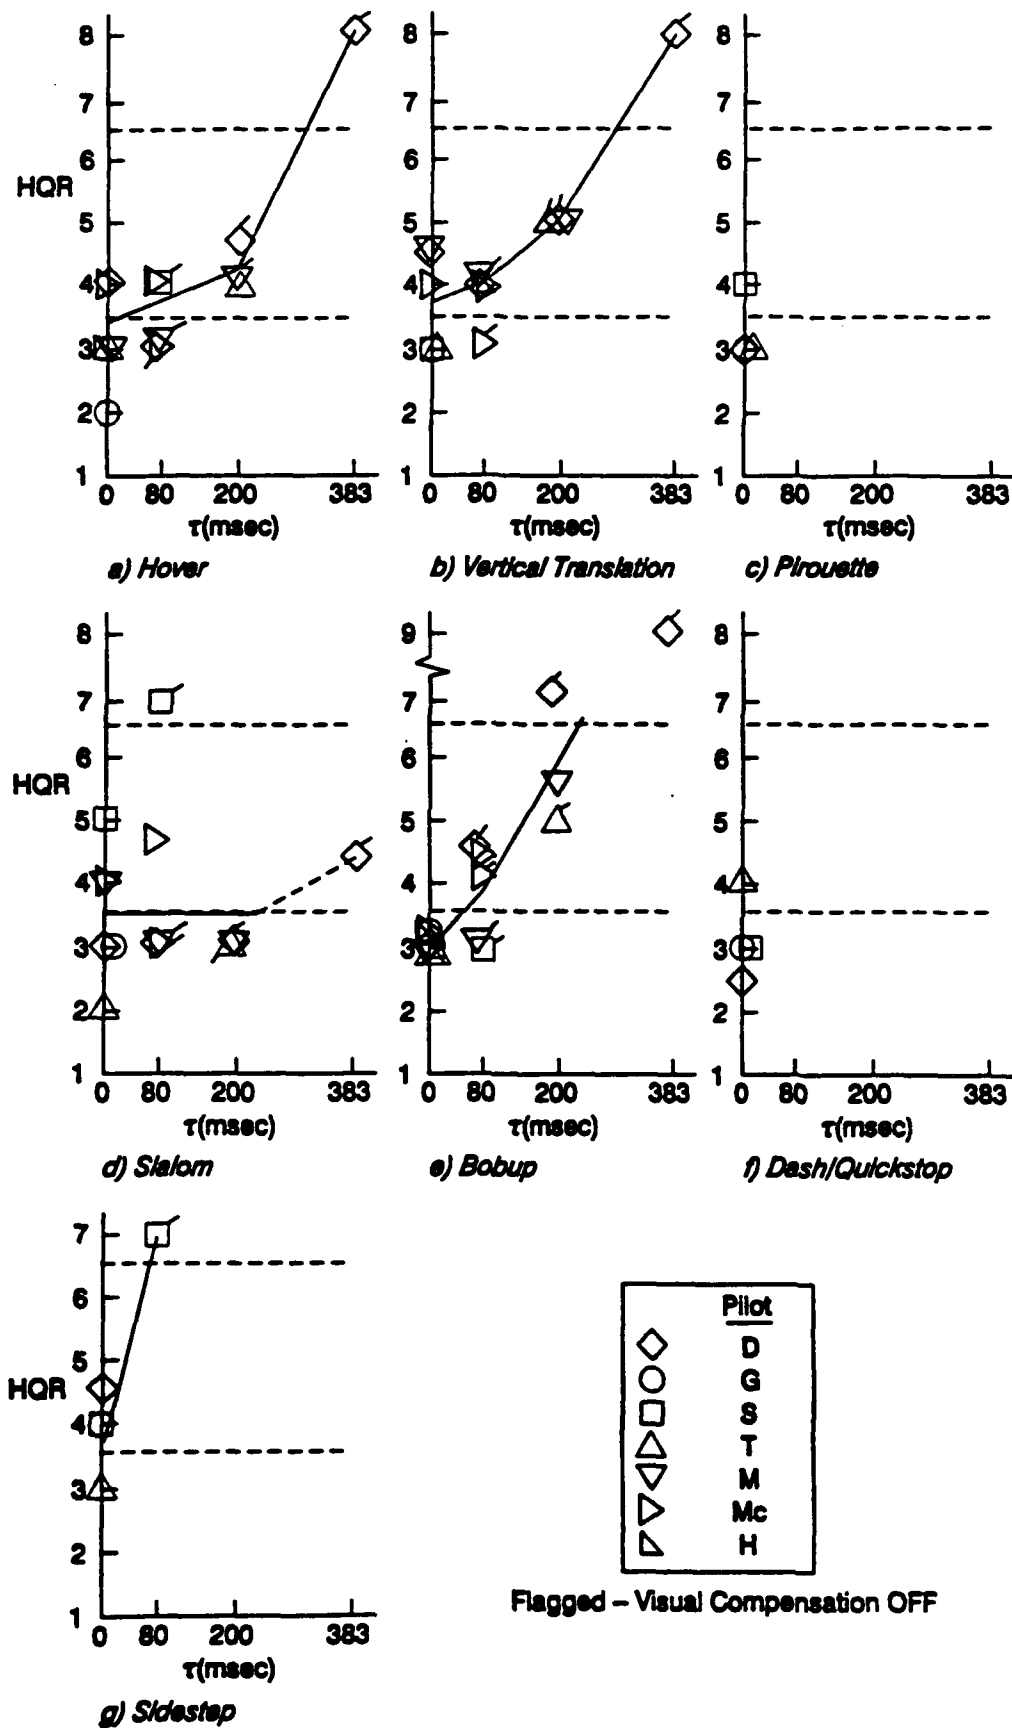 8 8 8
7 7 7
6 6 6
HQR
5 5 5
4 4 4
3 3 3
2 2 2
1 1 1
0 80 200 383 0 80 200 383 0 80 200 383
τ(msec) τ(msec) τ(msec)
a) Hover b) Vertical Translation c) Pirouette
8 9 8
7 7 7
6 6 6
HQR
5 5 5
4 4 4
3 3 3
2 2 2
1 1 1
0 80 200 383 0 80 200 383 0 80 200 383
τ(msec) τ(msec) τ(msec)
d) Slalom e) Bobup f) Dash/Quickstop
7
6
5
HQR
4
3
2
1
0 80 200 383
τ(msec)
g) Sidestep
Pilot
D
G
S
T
M
Mc
H
Flagged – Visual Compensation OFF